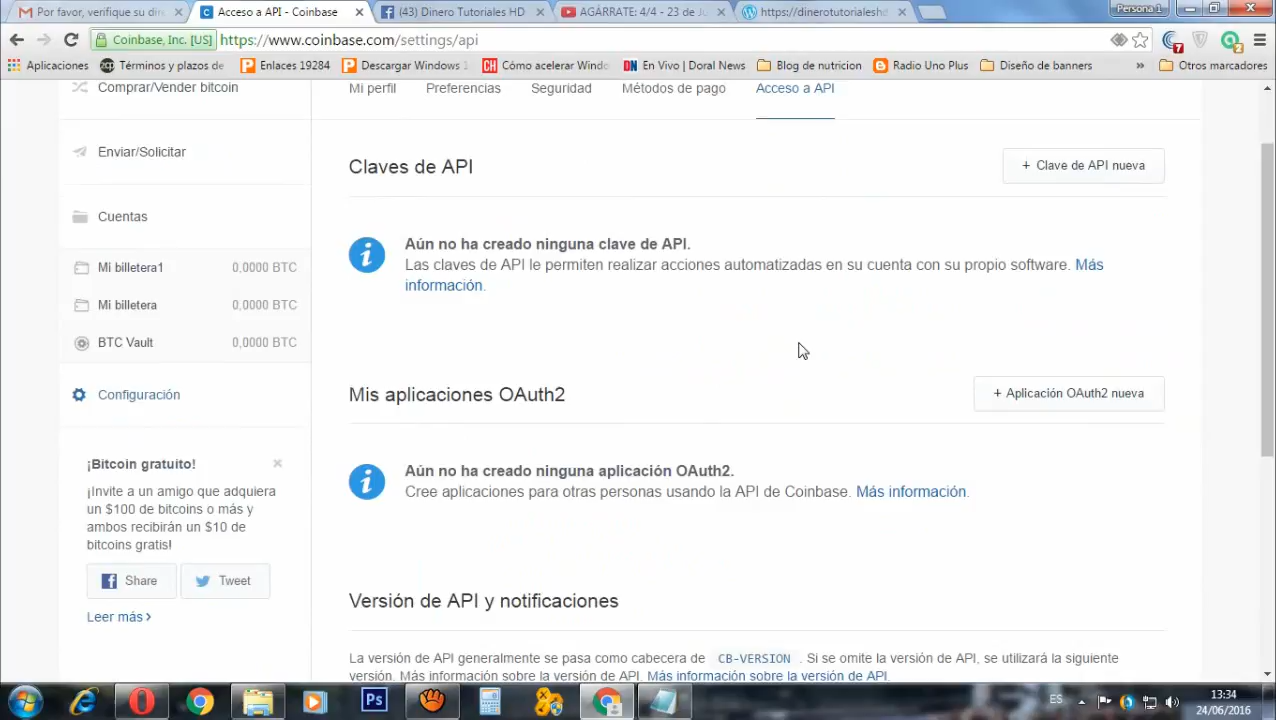 Por favor, verifique su dire
Acceso a API - Coinbase
(43) Dinero Tutoriales HD
AGÁRRATE: 4/4 - 23 de Ju
https://dinerotutorialesh
Persona 1
Coinbase, Inc. [US]
https://www.coinbase.com/settings/api
7
2
Aplicaciones
Términos y plazos de
Enlaces 19284
Descargar Windows 1
CH Cómo acelerar Windo
DN En Vivo | Doral News
Blog de nutricion
Radio Uno Plus
Diseño de banners
»
Otros marcadores
Comprar/Vender bitcoin
Enviar/Solicitar
Cuentas
Mi billetera1 0,0000 BTC
Mi billetera 0,0000 BTC
BTC Vault 0,0000 BTC
Configuración
¡Bitcoin gratuito!
¡Invite a un amigo que adquiera
un $100 de bitcoins o más y
ambos recibirán un $10 de
bitcoins gratis!
Share
Tweet
Leer más
Mi perfil
Preferencias
Seguridad
Métodos de pago
Acceso a API
Claves de API
+ Clave de API nueva
Aún no ha creado ninguna clave de API.
Las claves de API le permiten realizar acciones automatizadas en su cuenta con su propio software. Más
información.
Mis aplicaciones OAuth2
+ Aplicación OAuth2 nueva
Aún no ha creado ninguna aplicación OAuth2.
Cree aplicaciones para otras personas usando la API de Coinbase. Más información.
Versión de API y notificaciones
La versión de API generalmente se pasa como cabecera de CB-VERSION . Si se omite la versión de API, se utilizará la siguiente
versión. Más información sobre la versión de API. Más información sobre la versión de API.
Ps
ES
13:34
24/06/2016